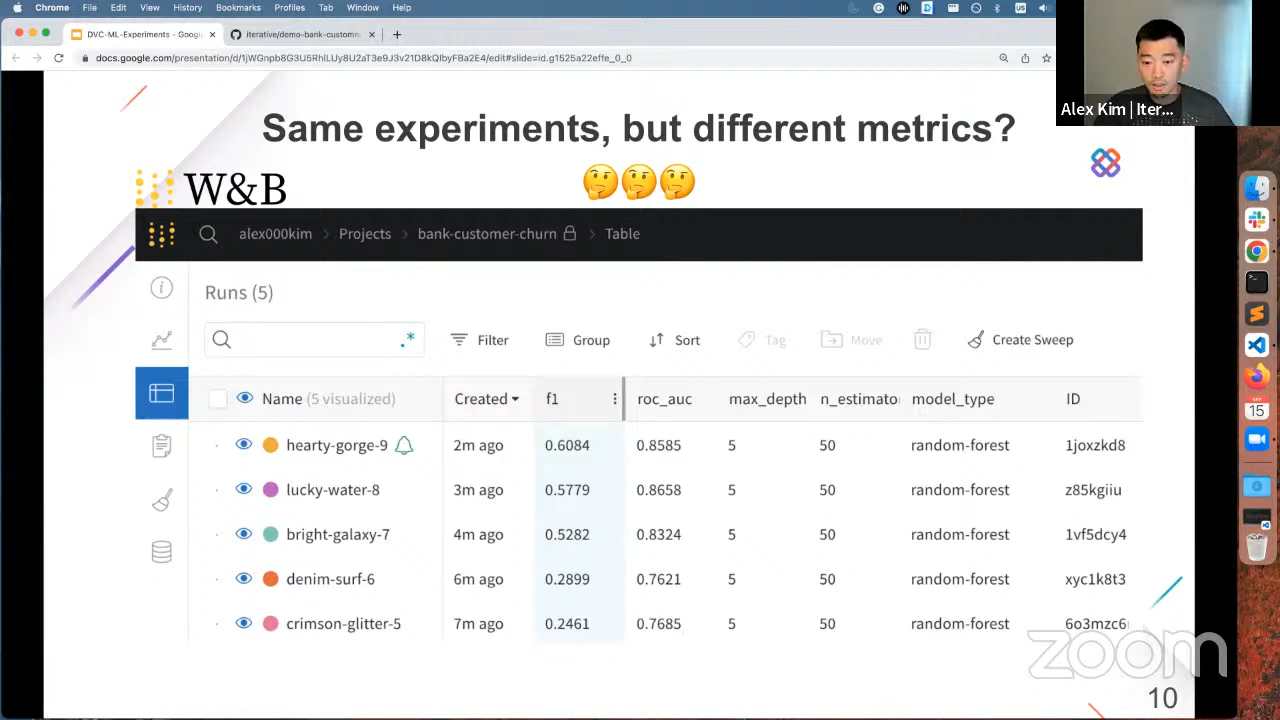 Chrome File Edit View History Bookmarks Profiles Tab Window Help
DVC-ML-Experiments - Googl
iterative/demo-bank-custome
docs.google.com/presentation/d/1jWGnpb8G3U5RhlLUy8U2aT3e9J3v21D8kQlbyFBa2E4/edit#slide=id.g1525a22effe_0_0
US
Alex Kim | Iter...
Same experiments, but different metrics?
W&B
alex000kim > Projects > bank-customer-churn > Table
Runs (5)
.* Filter Group Sort Tag Move Create Sweep
Name (5 visualized) Created f1 roc_auc max_depth n_estimato model_type ID
hearty-gorge-9 2m ago 0.6084 0.8585 5 50 random-forest 1joxzkd8
lucky-water-8 3m ago 0.5779 0.8658 5 50 random-forest z85kgiiu
bright-galaxy-7 4m ago 0.5282 0.8324 5 50 random-forest 1vf5dcy4
denim-surf-6 6m ago 0.2899 0.7621 5 50 random-forest xyc1k8t3
crimson-glitter-5 7m ago 0.2461 0.7685 5 50 random-forest 6o3mzc6
15
zoom
10